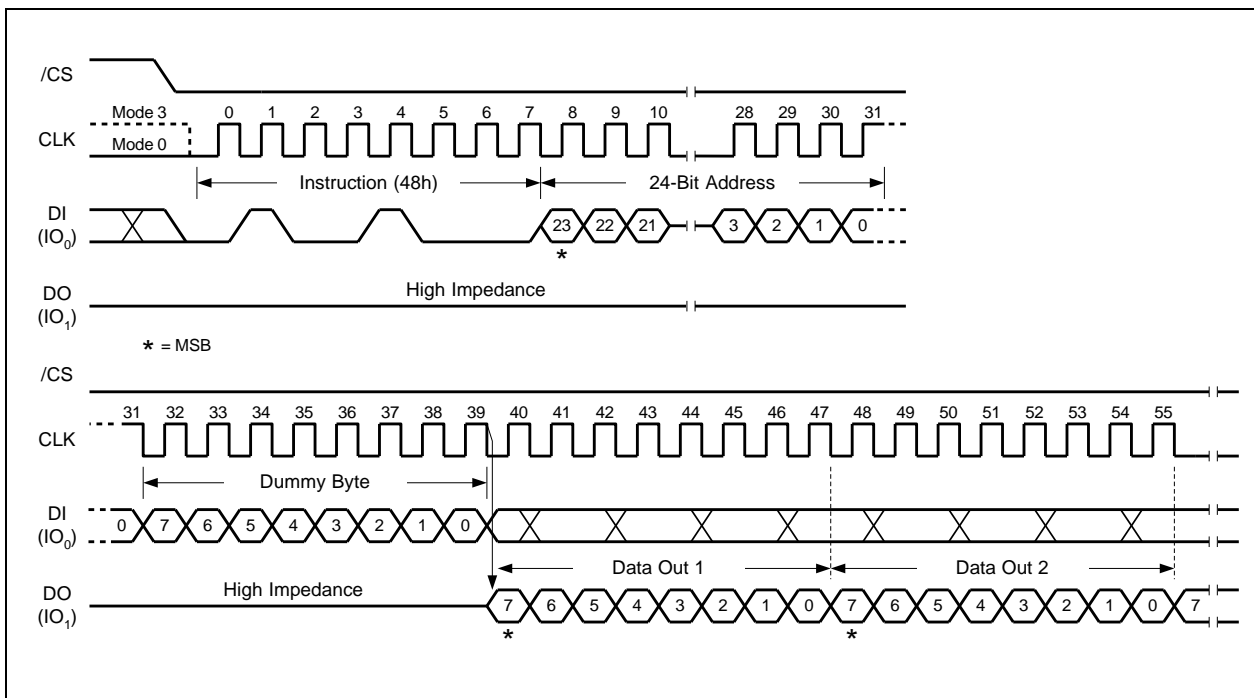 /CS
Mode 3 0 1 2 3 4 5 6 7 8 9 10 28 29 30 31
CLK
Mode 0
Instruction (48h) 24-Bit Address
DI
(IO0) 23 22 21 3 2 1 0
*
DO
(IO1) High Impedance
* = MSB
/CS
31 32 33 34 35 36 37 38 39 40 41 42 43 44 45 46 47 48 49 50 51 52 53 54 55
CLK
Dummy Byte
DI
(IO0) 0 7 6 5 4 3 2 1 0
Data Out 1 Data Out 2
DO
(IO1) High Impedance 7 6 5 4 3 2 1 0 7 6 5 4 3 2 1 0 7
* *